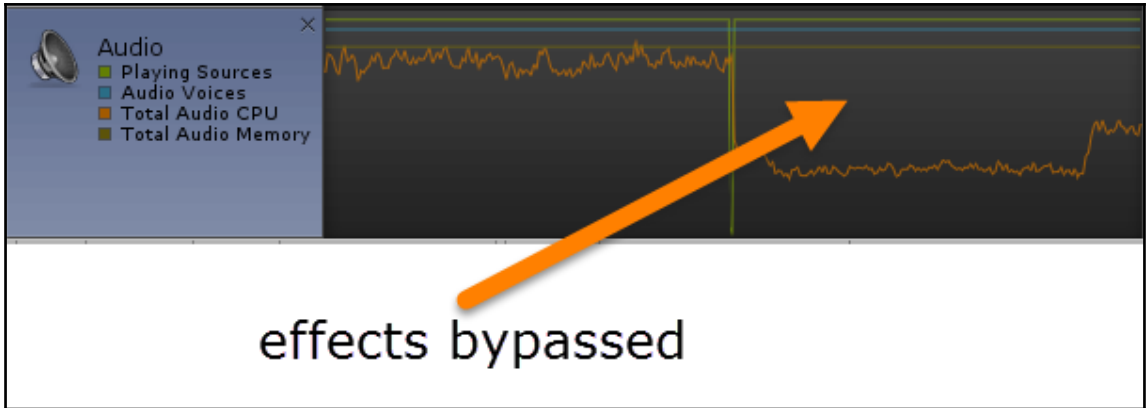 Audio
Playing Sources
Audio Voices
Total Audio CPU
Total Audio Memory
effects bypassed